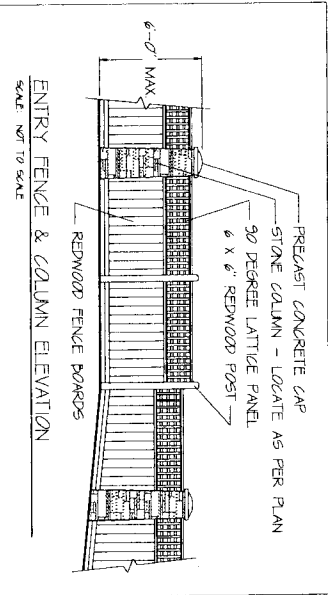 PRECAST CONCRETE CAP
STONE COLUMN - LOCATE AS PER PLAN
90 DEGREE LATTICE PANEL
6 X 6' REDWOOD POST
6'-0" MAX.
REDWOOD FENCE BOARDS
ENTRY FENCE & COLUMN ELEVATION
SCALE: NOT TO SCALE